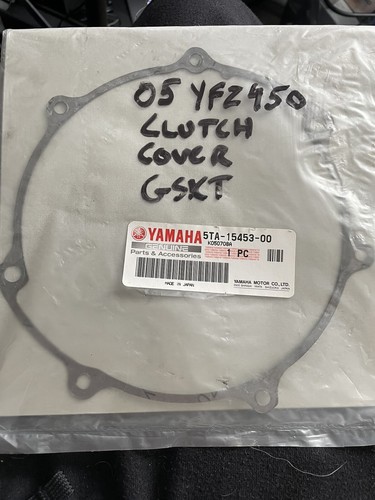 05 YFZ450
CLUTCH
COVER
GSKT
YAMAHA
GENUINE
Parts & Accessories
5TA-15453-00
K050708A
1 PC
MADE IN JAPAN
YAMAHA MOTOR CO.,LTD.